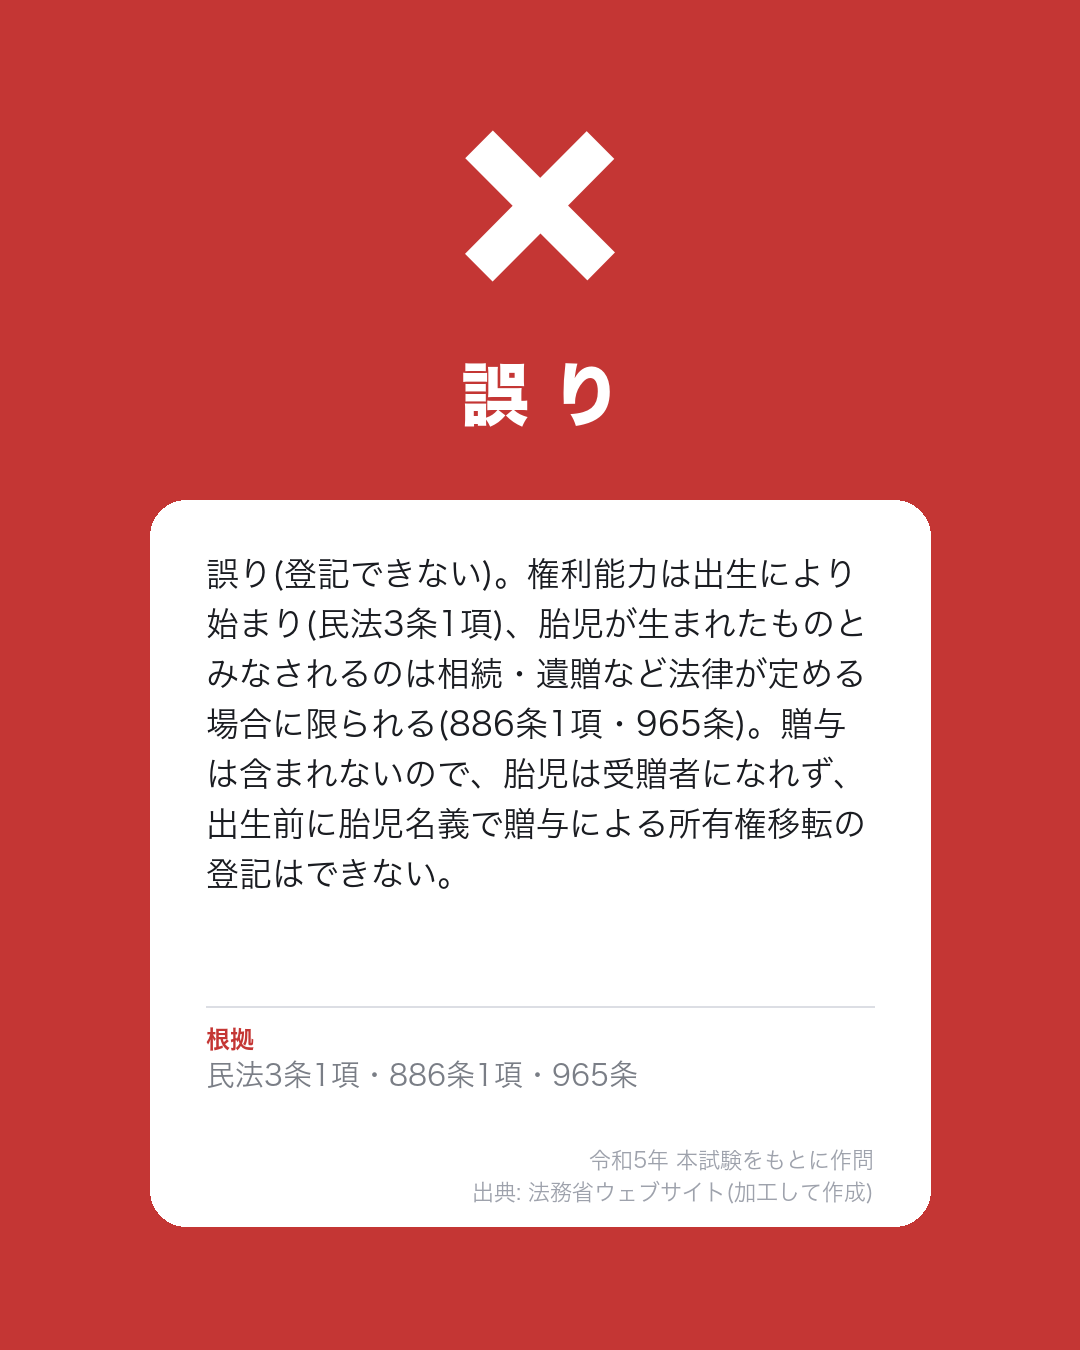 誤り
誤り(登記できない)。権利能力は出生により
始まり(民法3条1項)、胎児が生まれたものと
みなされるのは相続・遺贈など法律が定める
場合に限られる(886条1項・965条)。贈与
は含まれないので、胎児は受贈者になれず、
出生前に胎児名義で贈与による所有権移転の
登記はできない。
根拠
民法3条1項・886条1項・965条
令和5年 本試験をもとに作問
出典: 法務省ウェブサイト(加工して作成)